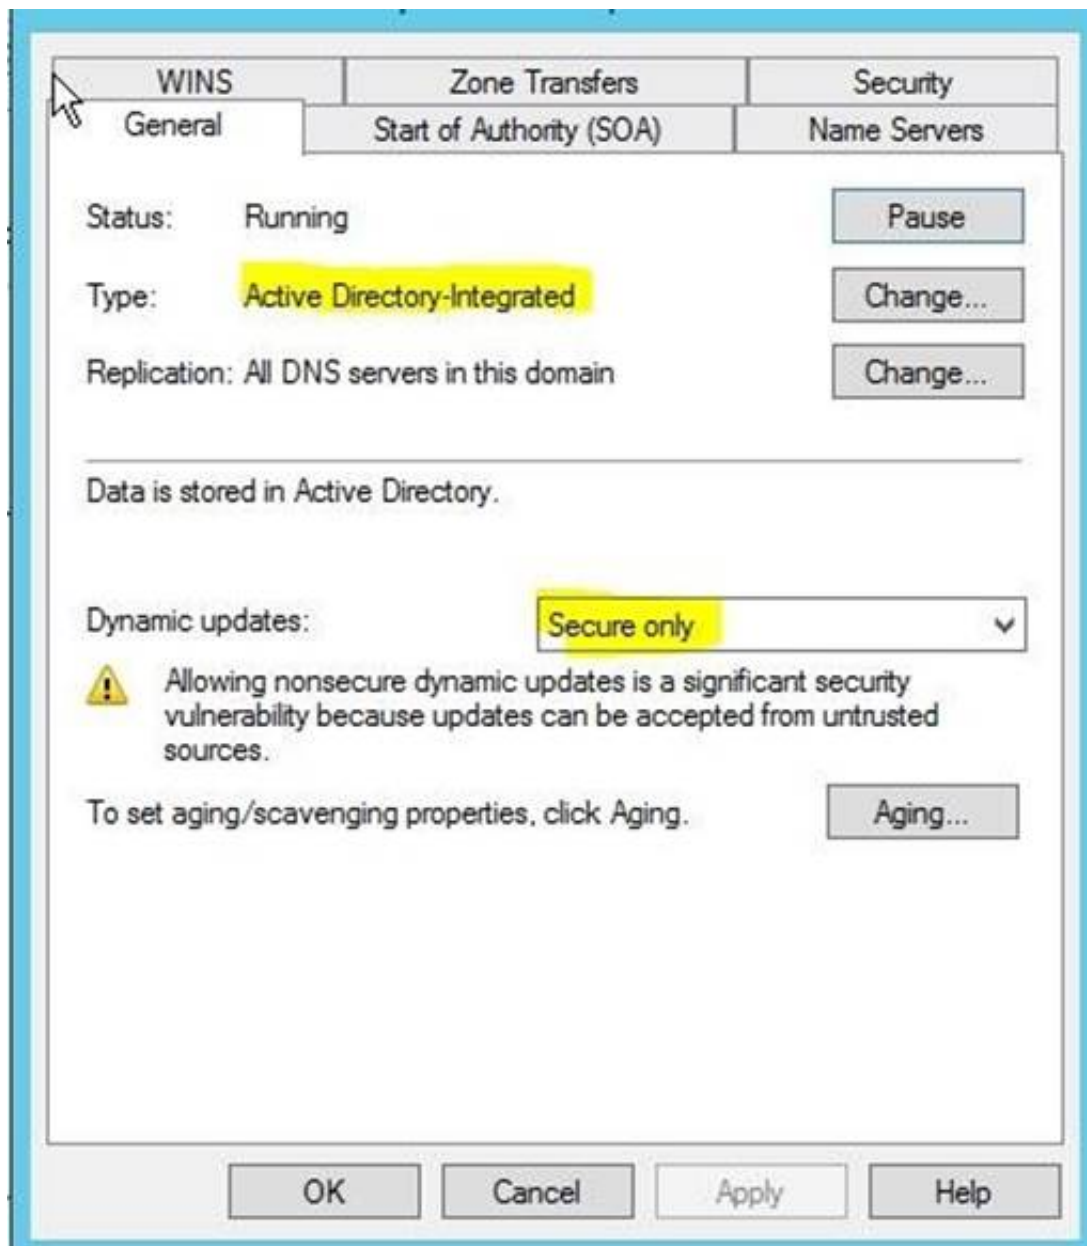 WINS Zone Transfers Security
General Start of Authority (SOA) Name Servers
Status: Running Pause
Type: Active Directory-Integrated Change...
Replication: All DNS servers in this domain Change...
Data is stored in Active Directory.
Dynamic updates: Secure only
Allowing nonsecure dynamic updates is a significant security
vulnerability because updates can be accepted from untrusted
sources.
To set aging/scavenging properties, click Aging. Aging...
OK Cancel Apply Help